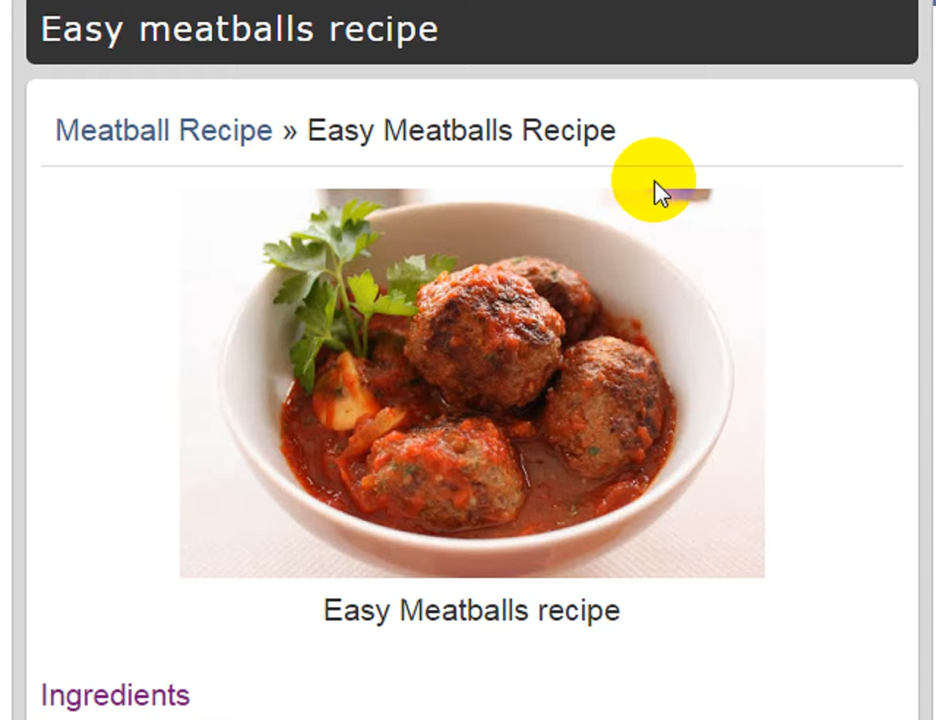 Easy meatballs recipe
Meatball Recipe » Easy Meatballs Recipe
Easy Meatballs recipe
Ingredients